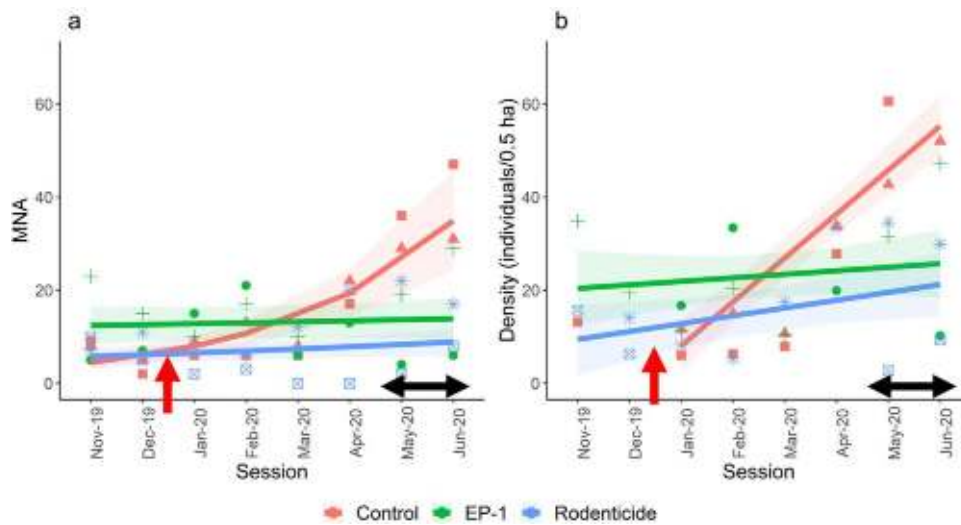 a
MNA
60
40
20
0
Nov-19
Dec-19
Jan-20
Feb-20
Mar-20
Apr-20
May-20
Jun-20
Session
b
Density (individuals/0.5 ha)
60
40
20
0
Nov-19
Dec-19
Jan-20
Feb-20
Mar-20
Apr-20
May-20
Jun-20
Session
Control EP-1 Rodenticide